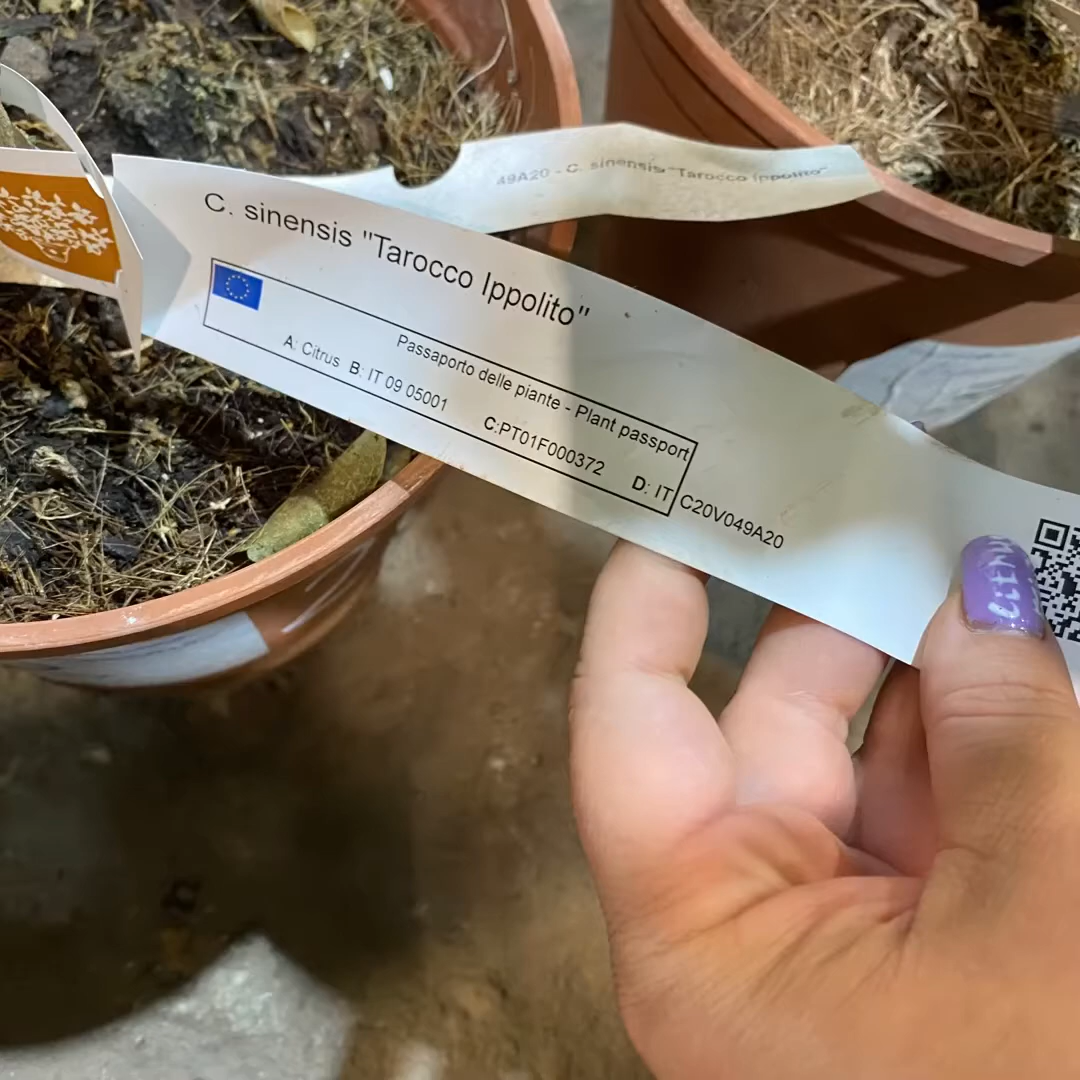 49A20 - C. sinensis "Tarocco Ippolito"
C. sinensis "Tarocco Ippolito"
Passaporto delle piante - Plant passport
A: Citrus B: IT 09 05001 C:PT01F000372 D: IT C20V049A20